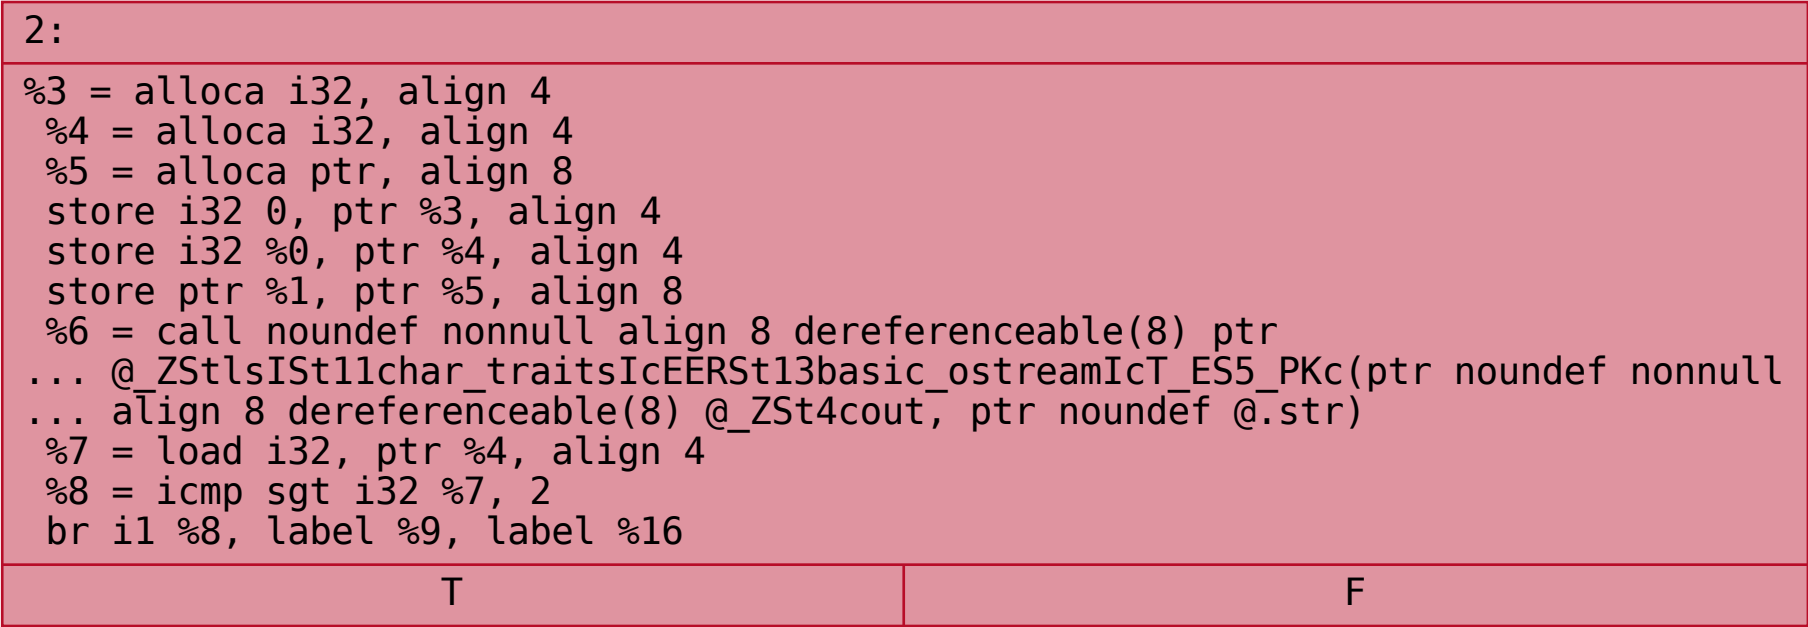 2:
%3 = alloca i32, align 4
%4 = alloca i32, align 4
%5 = alloca ptr, align 8
store i32 0, ptr %3, align 4
store i32 %0, ptr %4, align 4
store ptr %1, ptr %5, align 8
%6 = call noundef nonnull align 8 dereferenceable(8) ptr
... @_ZStlsISt11char_traitsIcEERSt13basic_ostreamIcT_ES5_PKc(ptr noundef nonnull
... align 8 dereferenceable(8) @_ZSt4cout, ptr noundef @.str)
%7 = load i32, ptr %4, align 4
%8 = icmp sgt i32 %7, 2
br i1 %8, label %9, label %16
T
F